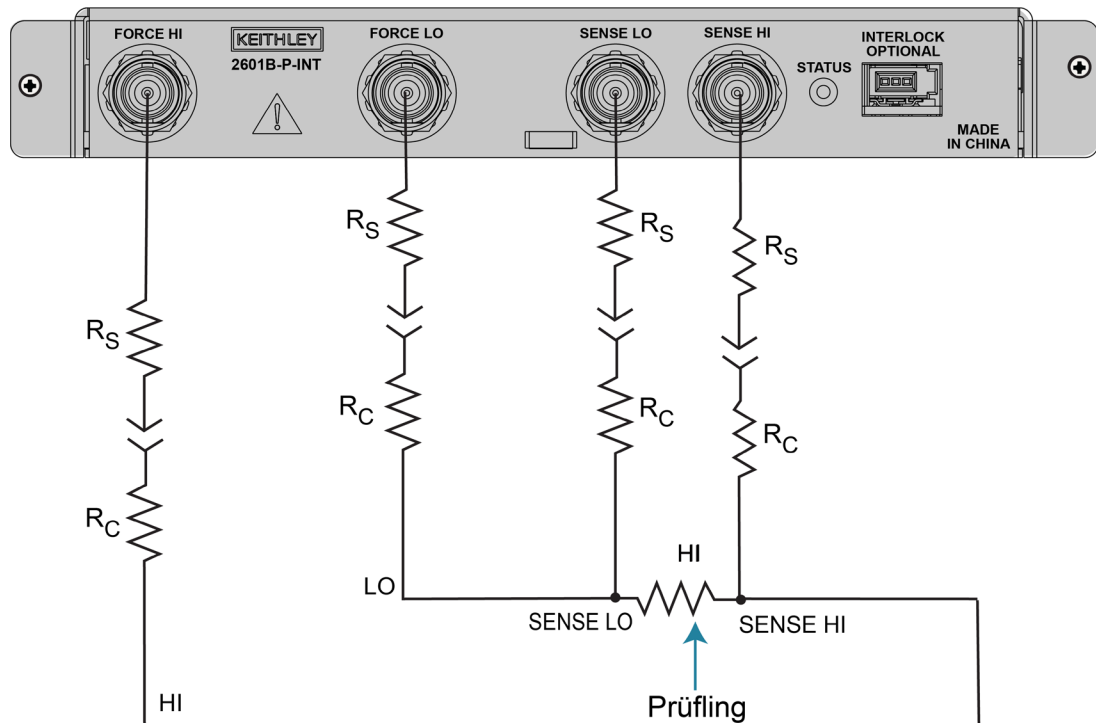 FORCE HI
KEITHLEY
2601B-P-INT
FORCE LO
SENSE LO
SENSE HI
STATUS
INTERLOCK
OPTIONAL
MADE
IN CHINA
RS
RS
RS
RS
RC
RC
RC
RC
HI
LO
SENSE LO
HI
SENSE HI
Prüfling